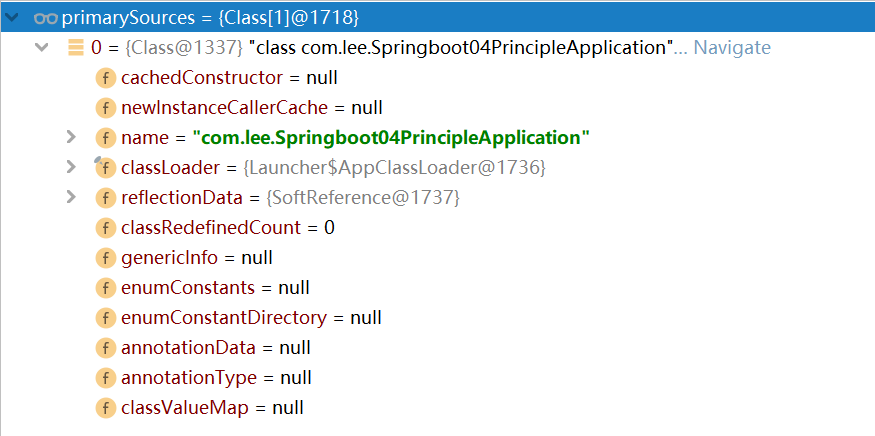 primarySources = {Class[1]@1718}
0 = {Class@1337} "class com.lee.Springboot04PrincipleApplication"... Navigate
f cachedConstructor = null
f newInstanceCallerCache = null
f name = "com.lee.Springboot04PrincipleApplication"
f classLoader = {Launcher$AppClassLoader@1736}
f reflectionData = {SoftReference@1737}
f classRedefinedCount = 0
f genericInfo = null
f enumConstants = null
f enumConstantDirectory = null
f annotationData = null
f annotationType = null
f classValueMap = null